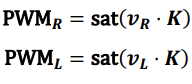 PWM_R = sat(v_R · K)
PWM_L = sat(v_L · K)